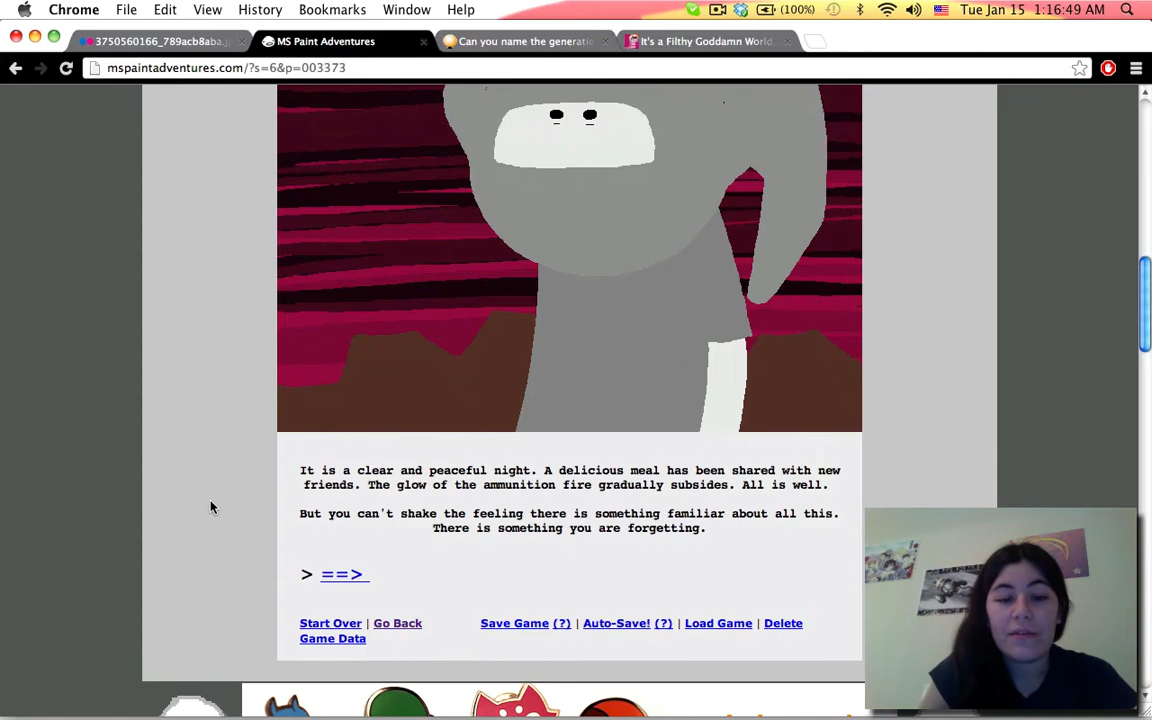 Chrome File Edit View History Bookmarks Window Help (100%) Tue Jan 15 1:16:49 AM
3750560166_789acb8aba.j MS Paint Adventures Can you name the generatio It's a Filthy Goddamn World,
mspaintadventures.com/?s=6&p=003373
It is a clear and peaceful night. A delicious meal has been shared with new
friends. The glow of the ammunition fire gradually subsides. All is well.
But you can't shake the feeling there is something familiar about all this.
There is something you are forgetting.
> ==>
Start Over | Go Back Save Game (?) | Auto-Save! (?) | Load Game | Delete
Game Data